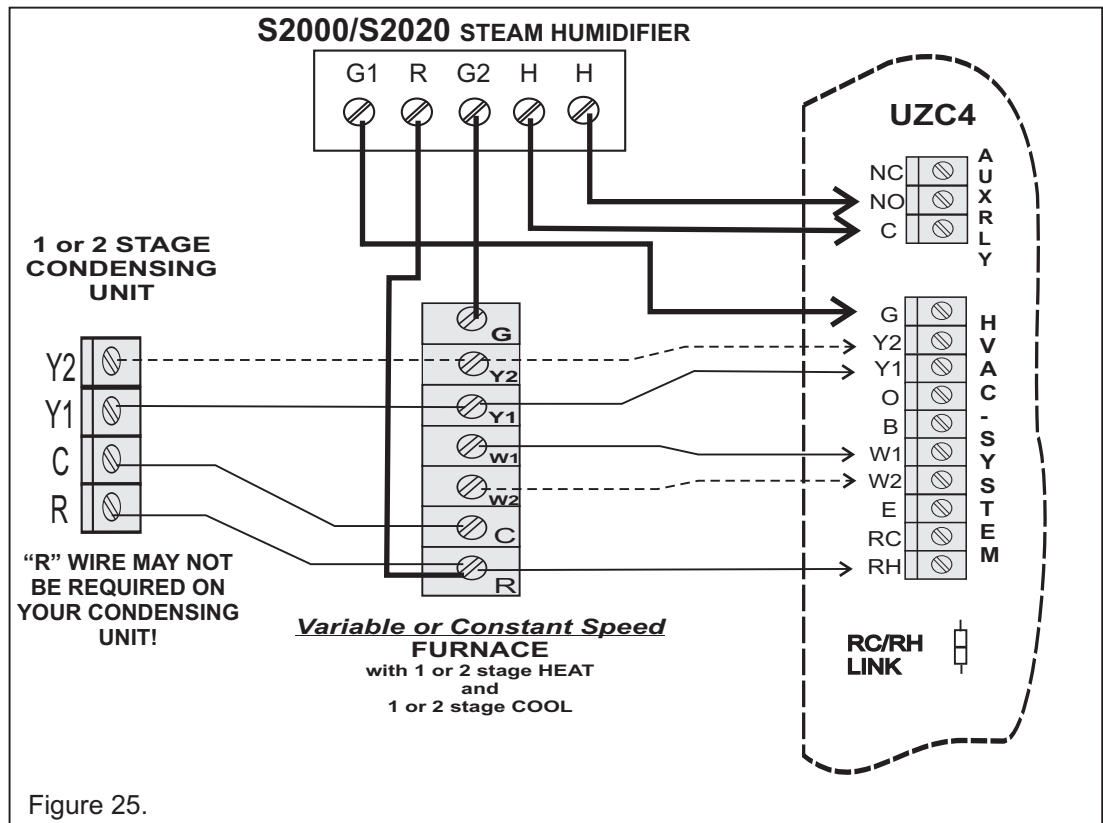 S2000/S2020 STEAM HUMIDIFIER
G1 R G2 H H
UZC4
NC
NO
C
AUXRLY
1 or 2 STAGE
CONDENSING
UNIT
Y2
Y1
C
R
“R” WIRE MAY NOT
BE REQUIRED ON
YOUR CONDENSING
UNIT!
G
Y2
Y1
W1
W2
C
R
Variable or Constant Speed
FURNACE
with 1 or 2 stage HEAT
and
1 or 2 stage COOL
G
Y2
Y1
O
B
W1
W2
E
RC
RH
HVAC-SYSTEM
RC/RH
LINK
Figure 25.